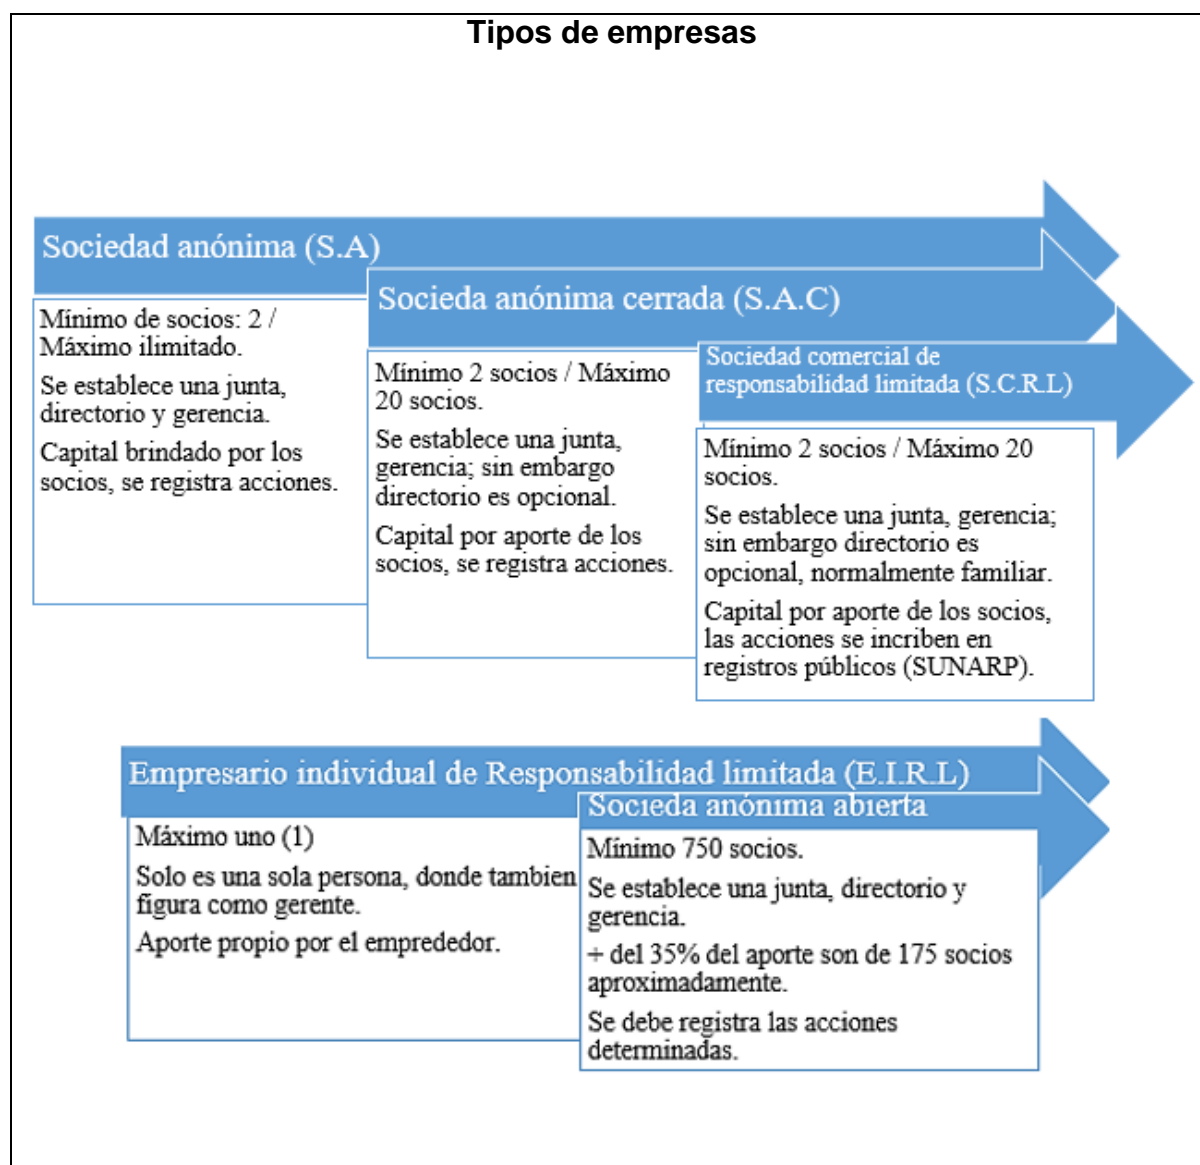 Tipos de empresas
Sociedad anónima (S.A)
Mínimo de socios: 2 /
Máximo ilimitado.
Se establece una junta,
directorio y gerencia.
Capital brindado por los
socios, se registra acciones.
Socieda anónima cerrada (S.A.C)
Mínimo 2 socios / Máximo
20 socios.
Se establece una junta,
gerencia; sin embargo
directorio es opcional.
Capital por aporte de los
socios, se registra acciones.
Sociedad comercial de
responsabilidad limitada (S.C.R.L)
Mínimo 2 socios / Máximo 20
socios.
Se establece una junta, gerencia;
sin embargo directorio es
opcional, normalmente familiar.
Capital por aporte de los socios,
las acciones se incriben en
registros públicos (SUNARP).
Empresario individual de Responsabilidad limitada (E.I.R.L)
Máximo uno (1)
Solo es una sola persona, donde tambien
figura como gerente.
Aporte propio por el emprededor.
Socieda anónima abierta
Mínimo 750 socios.
Se establece una junta, directorio y
gerencia.
+ del 35% del aporte son de 175 socios
aproximadamente.
Se debe registra las acciones
determinadas.